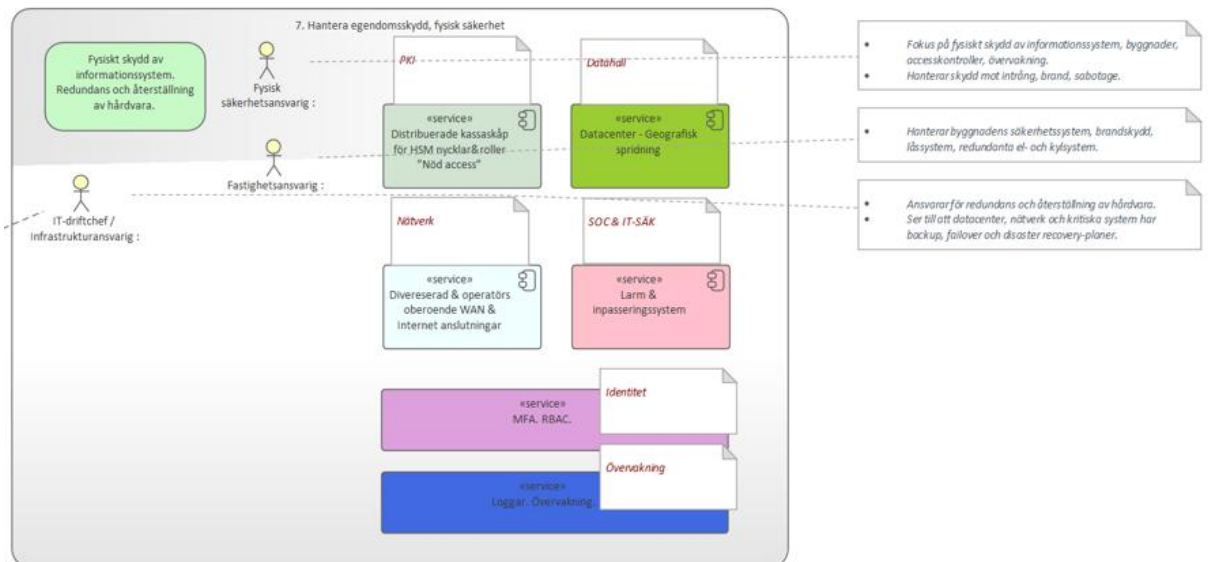 7. Hantera egendomsskydd, fysisk säkerhet
Fysiskt skydd av
informationssystem.
Redundans och återställning
av hårdvara.
Fysisk
säkerhetsansvarig :
Fastighetsansvarig :
IT-driftchef /
Infrastrukturansvarig :
PKI
«service»
Distribuerade kassaskåp
för HSM nycklar&roller
"Nöd access"
Datahall
«service»
Datacenter - Geografisk
spridning
Nätverk
«service»
Divereserad & operatörs
oberoende WAN &
Internet anslutningar
SOC & IT-SÄK
«service»
Larm &
inpasseringssystem
Identitet
«service»
MFA. RBAC.
Övervakning
«service»
Loggar. Övervakning.
• Fokus på fysiskt skydd av informationssystem, byggnader,
accesskontroller, övervakning.
• Hanterar skydd mot intrång, brand, sabotage.
• Hanterar byggnadens säkerhetssystem, brandskydd,
låssystem, redundanta el- och kylsystem.
• Ansvarar för redundans och återställning av hårdvara.
• Ser till att datacenter, nätverk och kritiska system har
backup, failover och disaster recovery-planer.